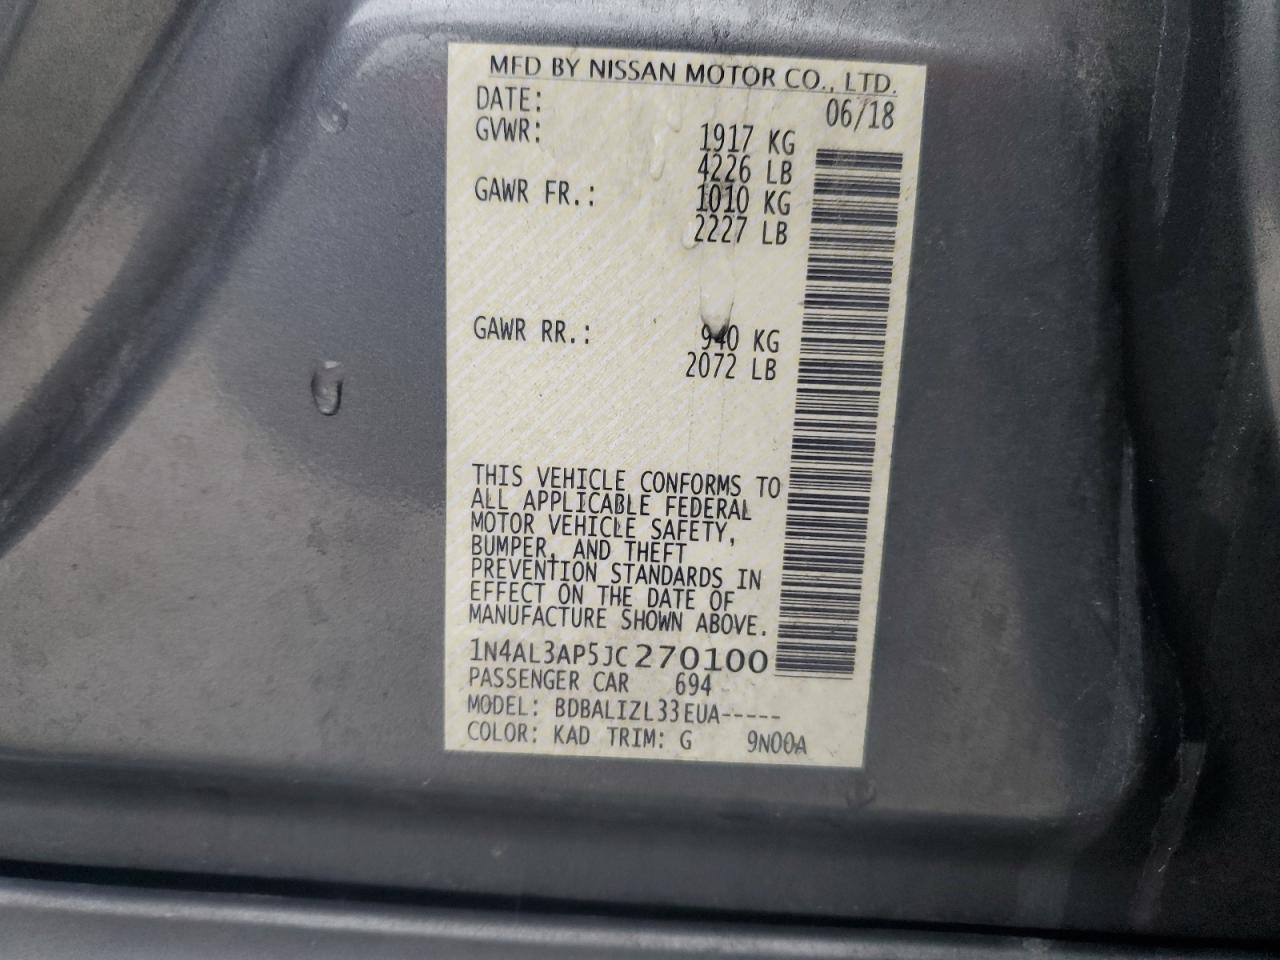 MFD BY NISSAN MOTOR CO., LTD.
DATE: 06/18
GVWR: 1917 KG
4226 LB
GAWR FR.: 1010 KG
2227 LB
GAWR RR.: 940 KG
2072 LB
THIS VEHICLE CONFORMS TO
ALL APPLICABLE FEDERAL
MOTOR VEHICLE SAFETY,
BUMPER, AND THEFT
PREVENTION STANDARDS IN
EFFECT ON THE DATE OF
MANUFACTURE SHOWN ABOVE.
1N4AL3AP5JC270100
PASSENGER CAR 694
MODEL: BDBALIZL33EUA-----
COLOR: KAD TRIM: G 9N00A